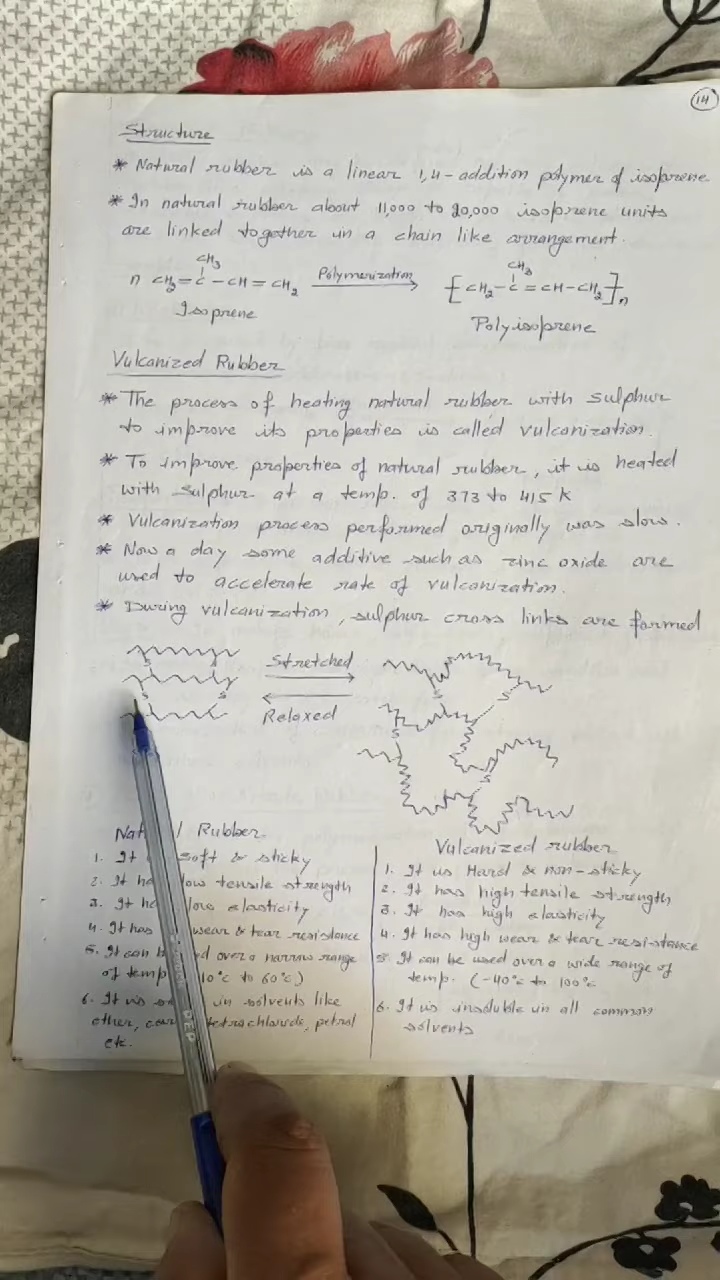 14
Structure
* Natural rubber is a linear 1,4-addition polymer of isoprene.
* In natural rubber about 11,000 to 20,000 isoprene units
are linked together in a chain like arrangement.
CH3 CH3
n CH2=C-CH=CH2 Polymerization [CH2-C=CH-CH2]n
Isoprene Polyisoprene
Vulcanized Rubber
* The process of heating natural rubber with sulphur
to improve its properties is called vulcanization.
* To improve properties of natural rubber, it is heated
with sulphur at a temp. of 373 to 415 K
* Vulcanization process performed originally was slow.
* Now a day some additive such as zinc oxide are
used to accelerate rate of vulcanization.
* During vulcanization, sulphur cross links are formed
S S S Stretched S S
S Relaxed S S
Rubber
1. It soft & sticky
2. It low tensile strength
3. It low elasticity
4. It has wear & tear resistance
5. It can over a narrow range
of temp 10°c to 60°c)
6. It is in solvents like
ether, tetrachloride, petrol
etc.
Vulcanized rubber
1. It is Hard & non-sticky
2. It has high tensile strength
3. It has high elasticity
4. It has high wear & tear resistance
5. It can be used over a wide range of
temp. (-40°c to 100°c
6. It is insoluble in all common
solvents